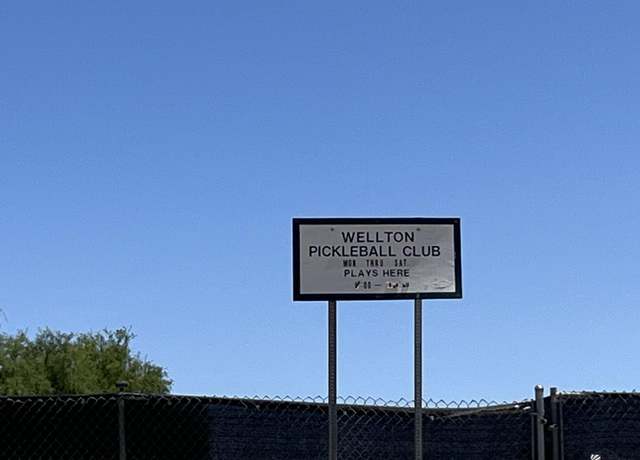 WELLTON
PICKLEBALL CLUB
MON THRU SAT
PLAYS HERE